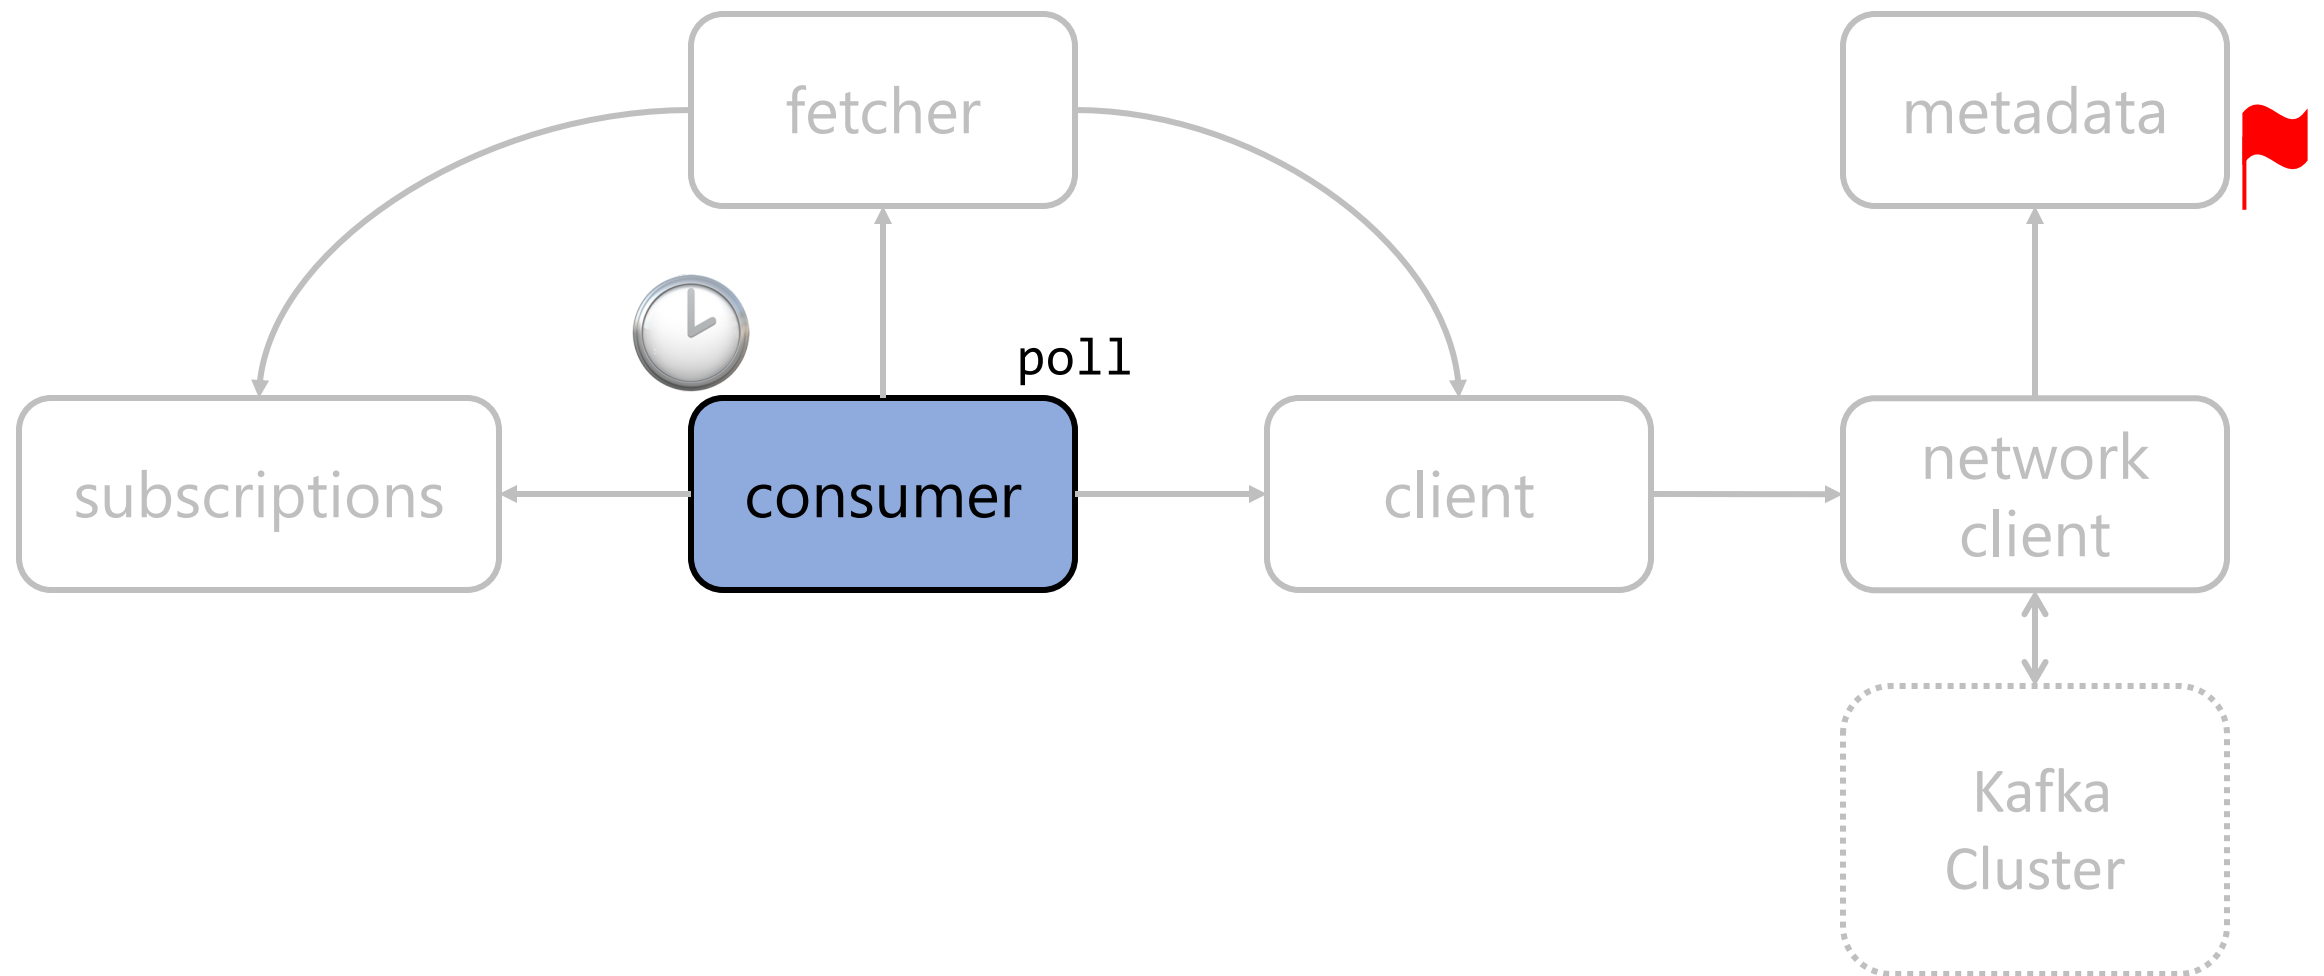 fetcher
metadata
poll
subscriptions
consumer
client
network
client
Kafka
Cluster